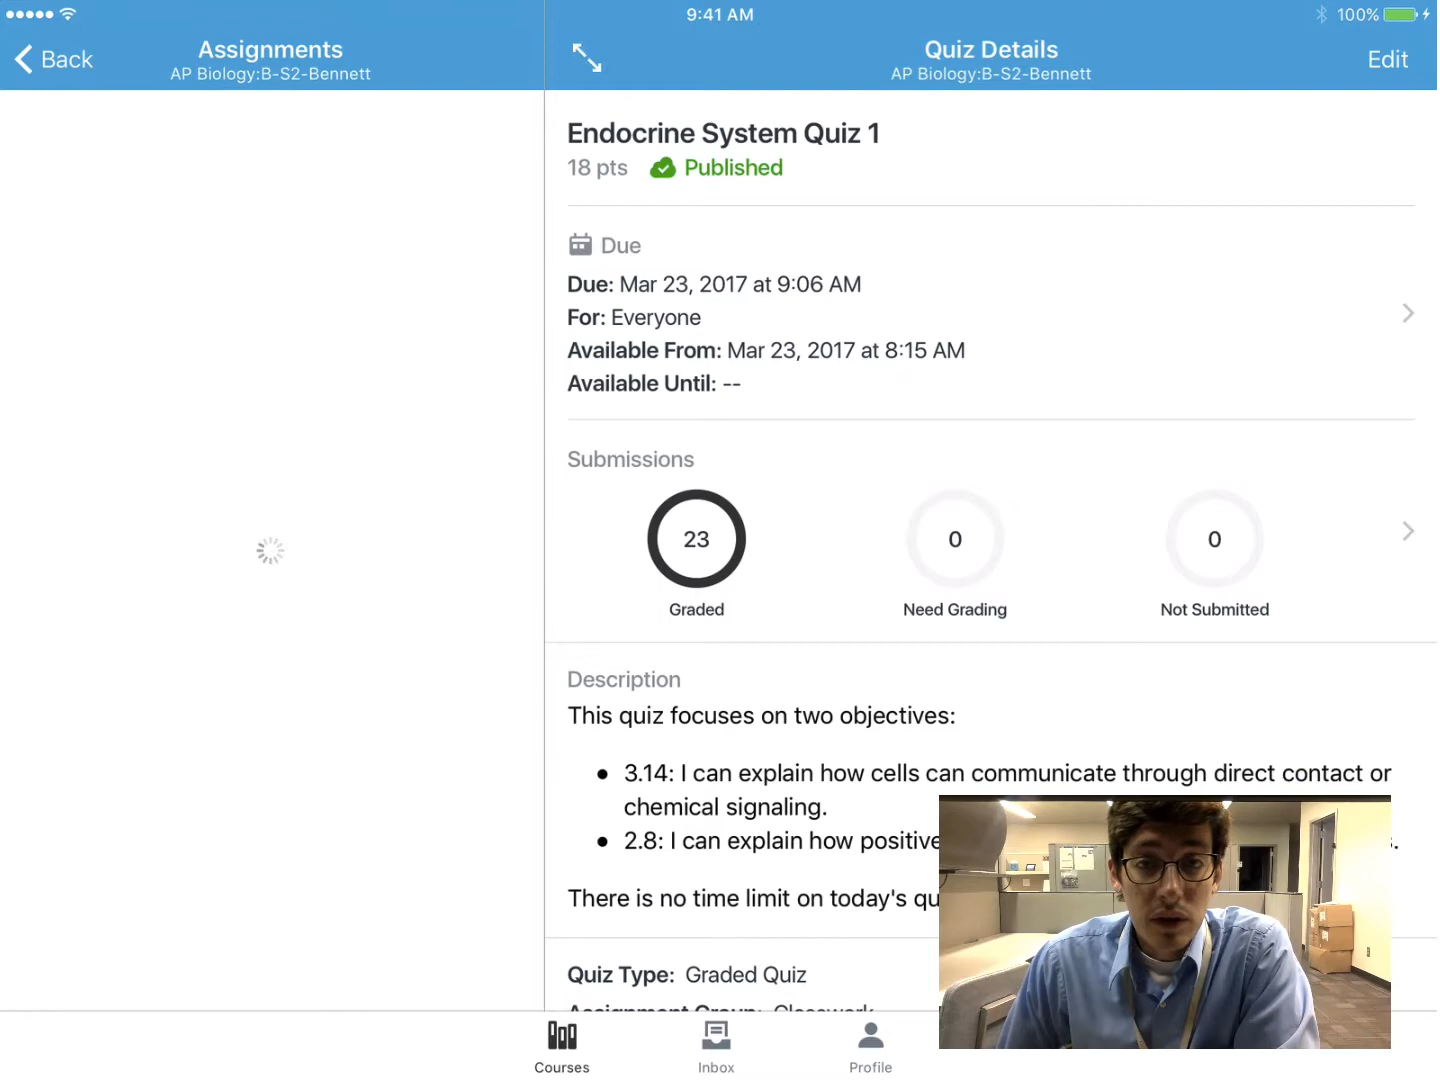 9:41 AM
100%
Back
Assignments
AP Biology:B-S2-Bennett
Quiz Details
AP Biology:B-S2-Bennett
Edit
Endocrine System Quiz 1
18 pts Published
Due
Due: Mar 23, 2017 at 9:06 AM
For: Everyone
Available From: Mar 23, 2017 at 8:15 AM
Available Until: --
Submissions
23
0
0
Graded
Need Grading
Not Submitted
Description
This quiz focuses on two objectives:
• 3.14: I can explain how cells can communicate through direct contact or
chemical signaling.
• 2.8: I can explain how positive
There is no time limit on today's qu
Quiz Type: Graded Quiz
Assignment Group: Classwork
Courses
Inbox
Profile